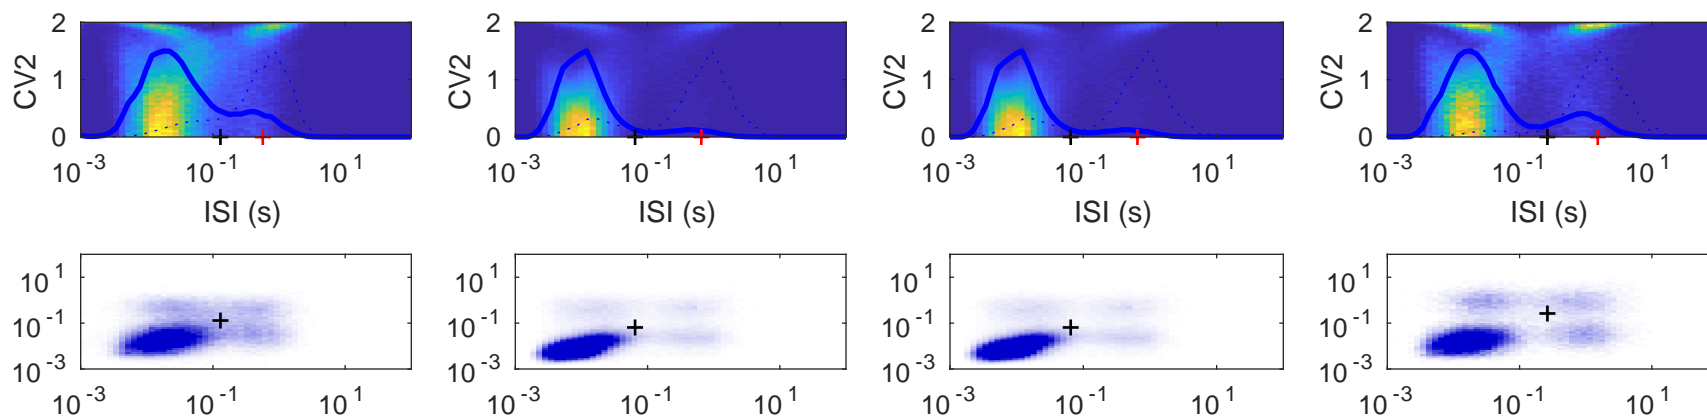 2 2 2 2
CV2 CV2 CV2 CV2
1 1 1 1
0 0 0 0
10^-3 10^-1 10^1 10^-3 10^-1 10^1 10^-3 10^-1 10^1 10^-3 10^-1 10^1
ISI (s) ISI (s) ISI (s) ISI (s)
10^1 10^1 10^1 10^1
10^-1 10^-1 10^-1 10^-1
10^-3 10^-3 10^-3 10^-3
10^-3 10^-1 10^1 10^-3 10^-1 10^1 10^-3 10^-1 10^1 10^-3 10^-1 10^1